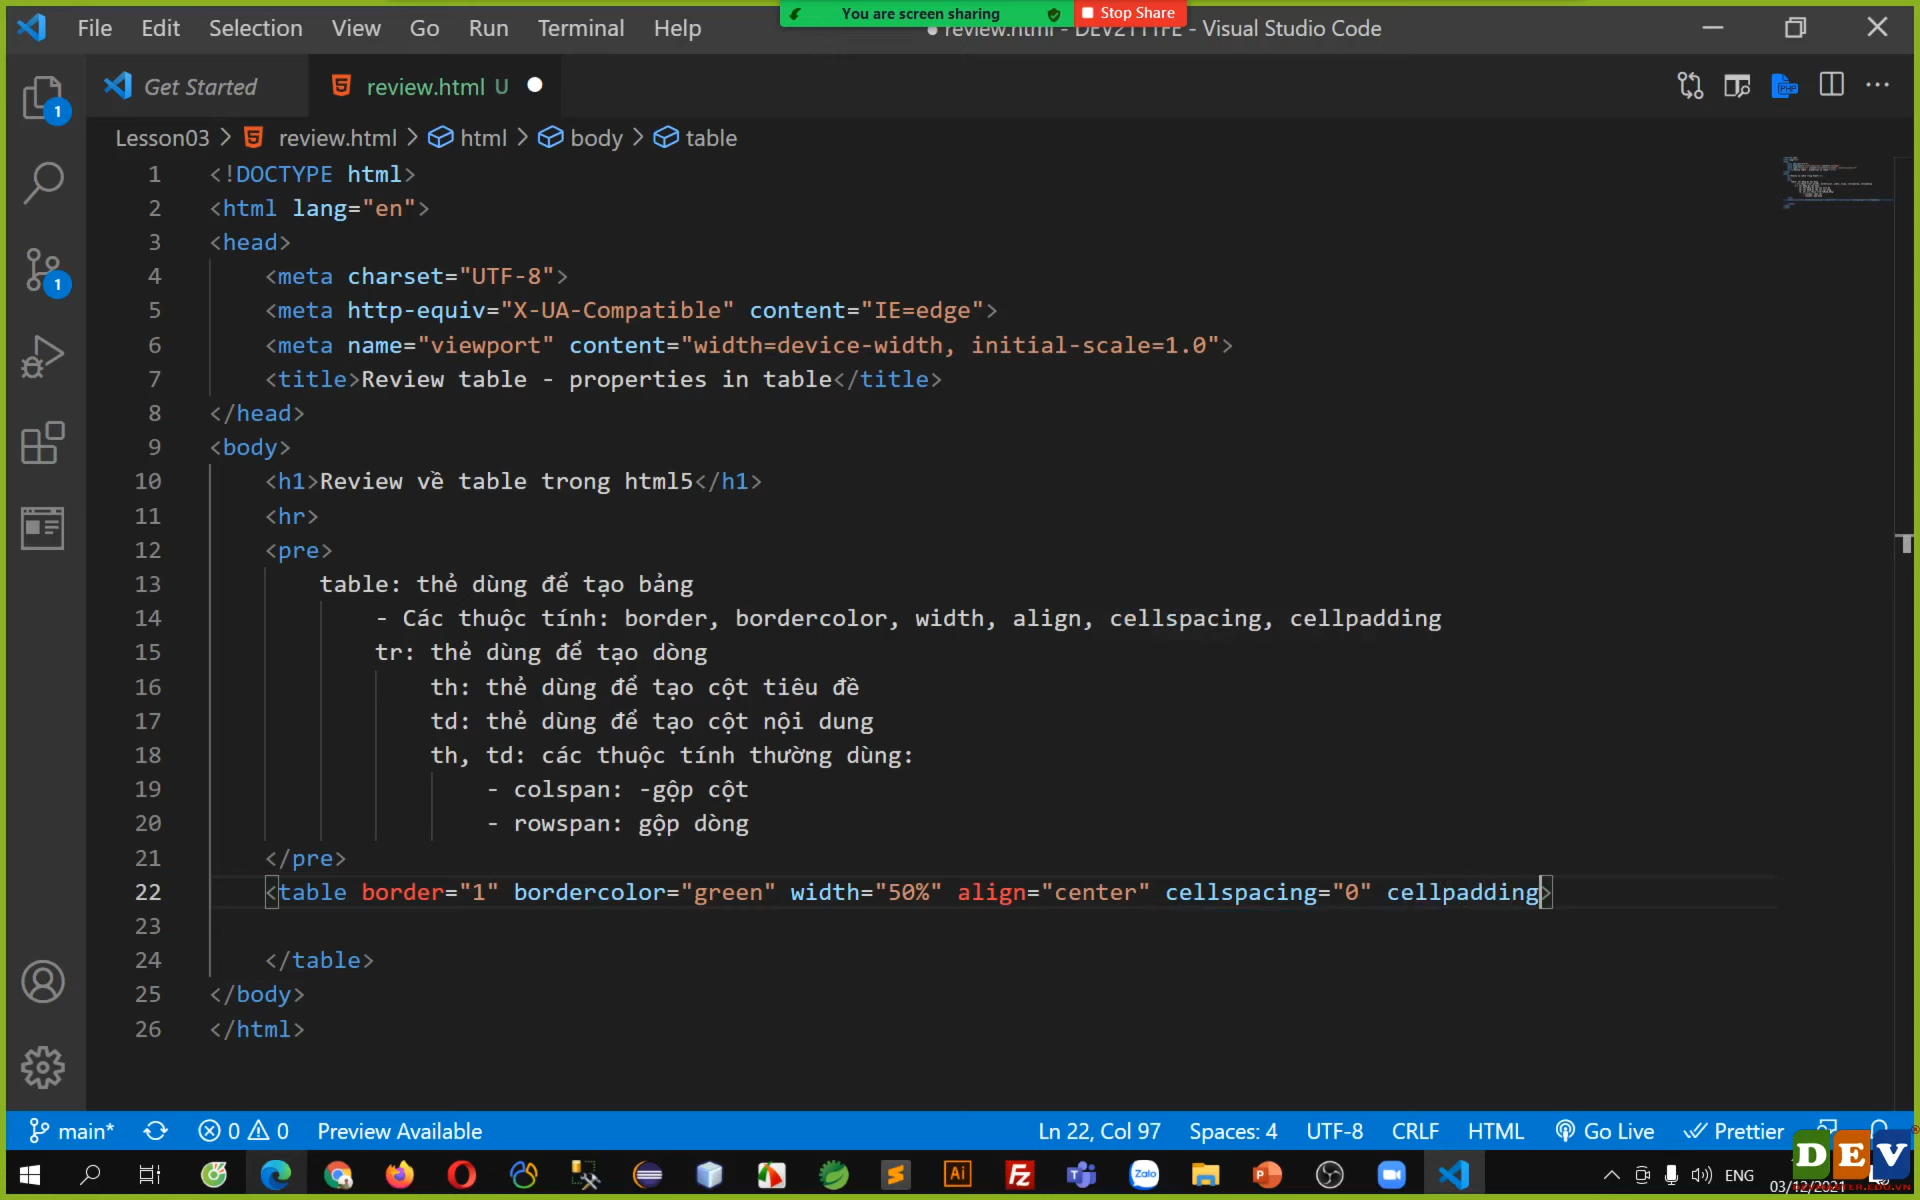 You are screen sharing
Stop Share
File Edit Selection View Go Run Terminal Help
review.html - DEV2111FE - Visual Studio Code
Get Started
review.html U
Lesson03 > review.html > html > body > table
1 <!DOCTYPE html>
2 <html lang="en">
3 <head>
4 <meta charset="UTF-8">
5 <meta http-equiv="X-UA-Compatible" content="IE=edge">
6 <meta name="viewport" content="width=device-width, initial-scale=1.0">
7 <title>Review table - properties in table</title>
8 </head>
9 <body>
10 <h1>Review về table trong html5</h1>
11 <hr>
12 <pre>
13 table: thẻ dùng để tạo bảng
14 - Các thuộc tính: border, bordercolor, width, align, cellspacing, cellpadding
15 tr: thẻ dùng để tạo dòng
16 th: thẻ dùng để tạo cột tiêu đề
17 td: thẻ dùng để tạo cột nội dung
18 th, td: các thuộc tính thường dùng:
19 - colspan: -gộp cột
20 - rowspan: gộp dòng
21 </pre>
22 <table border="1" bordercolor="green" width="50%" align="center" cellspacing="0" cellpadding>
23
24 </table>
25 </body>
26 </html>
main* 0 0 Preview Available Ln 22, Col 97 Spaces: 4 UTF-8 CRLF HTML Go Live Prettier
ENG
03/12/2021
DEV